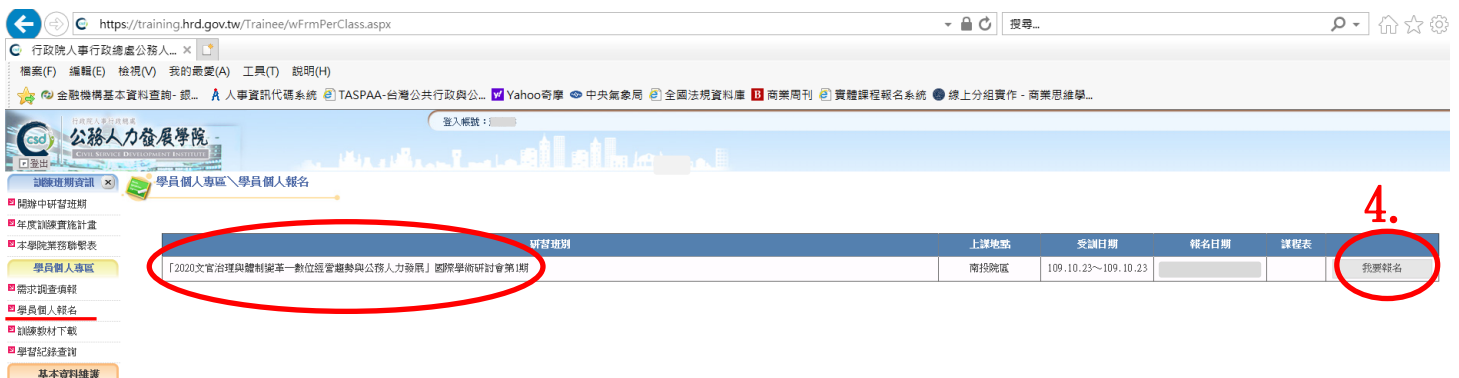 https://training.hrd.gov.tw/Trainee/wFrmPerClass.aspx
搜尋...
行政院人事行政總處公務人...
檔案(F) 編輯(E) 檢視(V) 我的最愛(A) 工具(T) 說明(H)
金融機構基本資料查詢- 銀... 人事資訊代碼系統 TASPAA-台灣公共行政與公... Yahoo奇摩 中央氣象局 全國法規資料庫 商業周刊 實體課程報名系統 線上分組實作 - 商業思維學...
行政院人事行政總處
公務人力發展學院
CIVIL SERVICE DEVELOPMENT INSTITUTE
csdi
登出
登入帳號：
訓練班期資訊
學員個人專區＼學員個人報名
開辦中研習班期
年度訓練實施計畫
本學院業務聯繫表
學員個人專區
需求調查填報
學員個人報名
訓練教材下載
學習紀錄查詢
基本資料維護
4.
研習班別 上課地點 受訓日期 報名日期 課程表
「2020文官治理與體制變革—數位經營趨勢與公務人力發展」國際學術研討會第1期 南投院區 109.10.23～109.10.23 我要報名